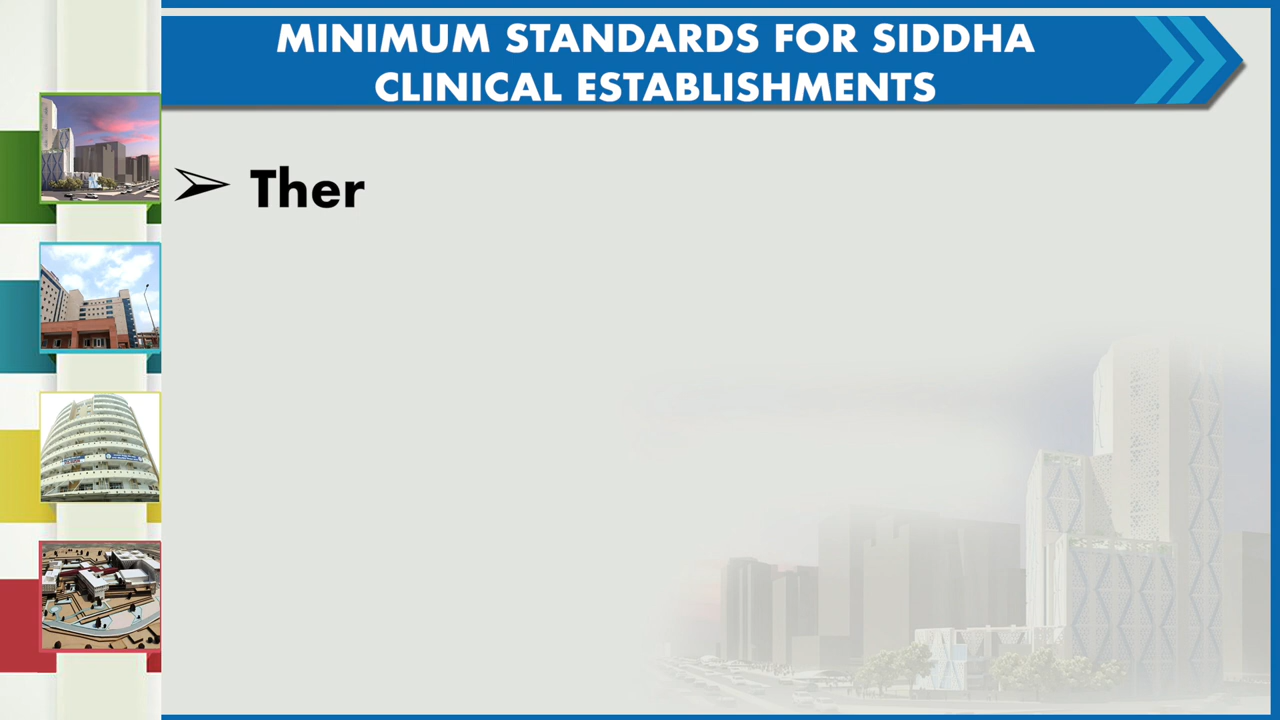 MINIMUM STANDARDS FOR SIDDHA
CLINICAL ESTABLISHMENTS
➢ Ther